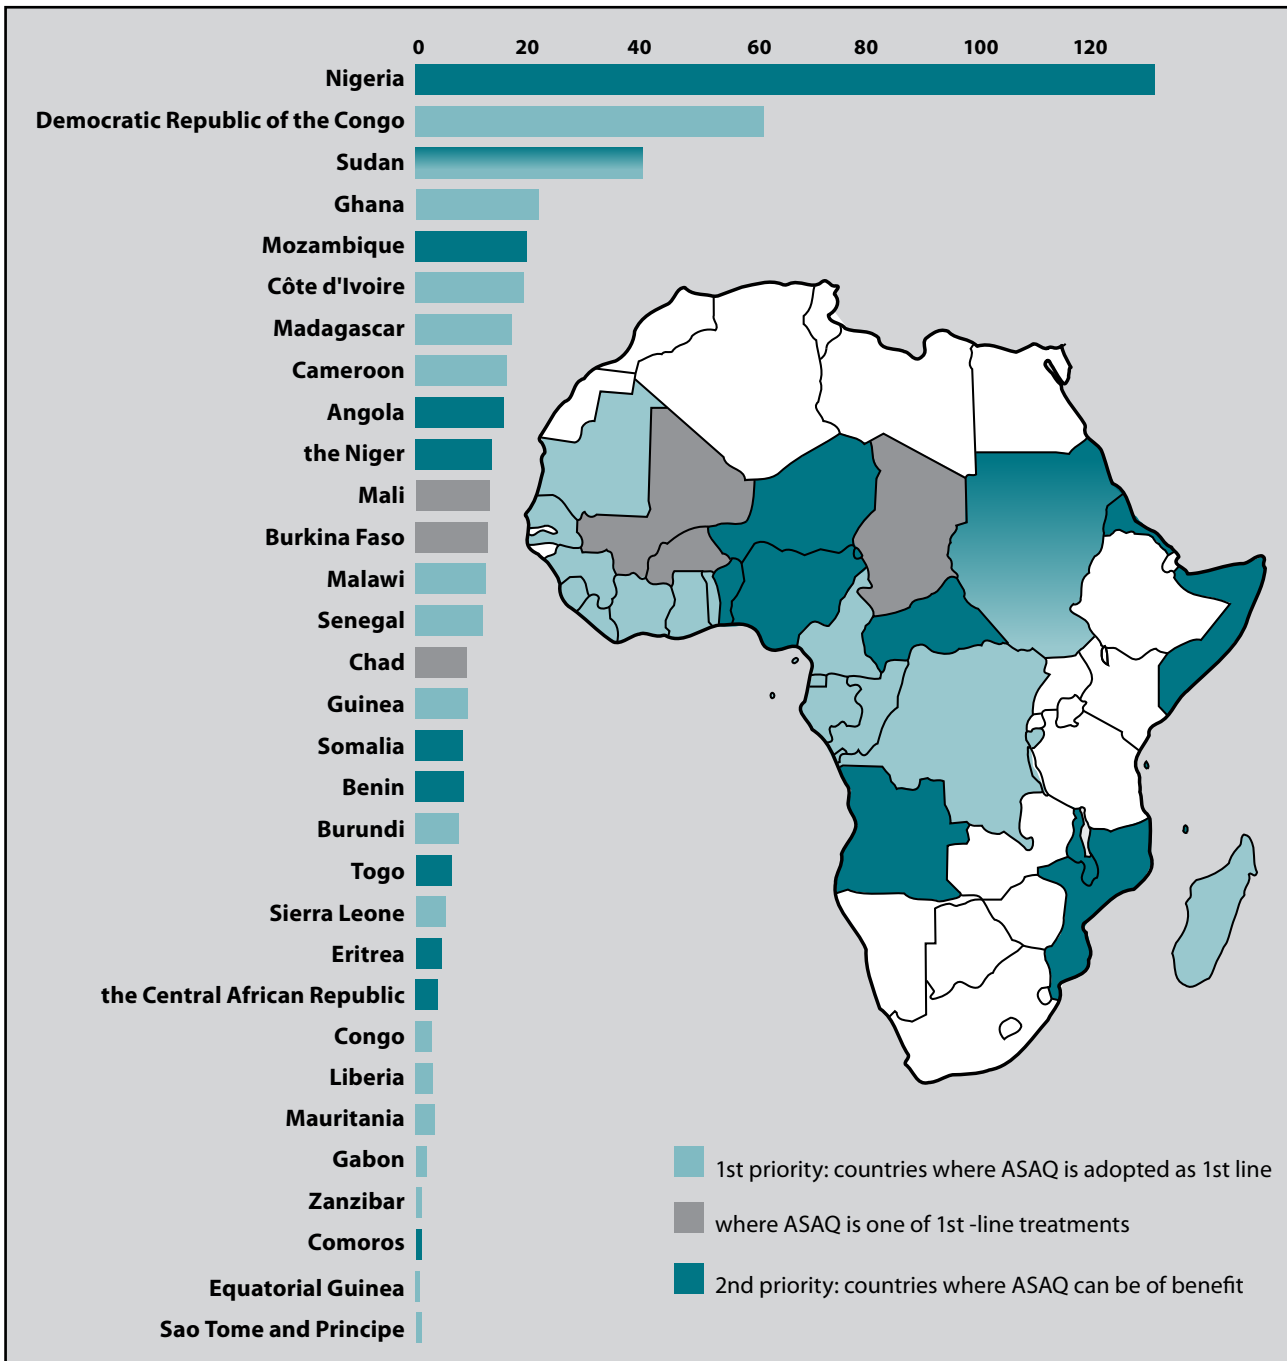 0 20 40 60 80 100 120
Nigeria
Democratic Republic of the Congo
Sudan
Ghana
Mozambique
Côte d'Ivoire
Madagascar
Cameroon
Angola
the Niger
Mali
Burkina Faso
Malawi
Senegal
Chad
Guinea
Somalia
Benin
Burundi
Togo
Sierra Leone
Eritrea
the Central African Republic
Congo
Liberia
Mauritania
Gabon
Zanzibar
Comoros
Equatorial Guinea
Sao Tome and Principe
1st priority: countries where ASAQ is adopted as 1st line
where ASAQ is one of 1st -line treatments
2nd priority: countries where ASAQ can be of benefit